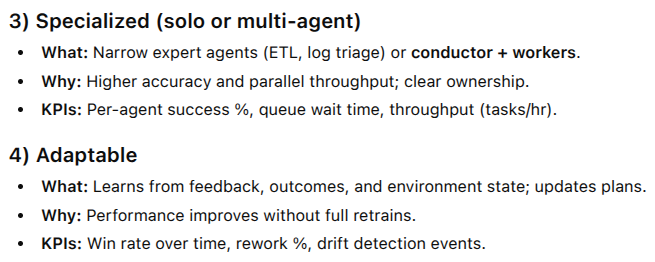 3) Specialized (solo or multi-agent)
• What: Narrow expert agents (ETL, log triage) or conductor + workers.
• Why: Higher accuracy and parallel throughput; clear ownership.
• KPIs: Per-agent success %, queue wait time, throughput (tasks/hr).
4) Adaptable
• What: Learns from feedback, outcomes, and environment state; updates plans.
• Why: Performance improves without full retrains.
• KPIs: Win rate over time, rework %, drift detection events.